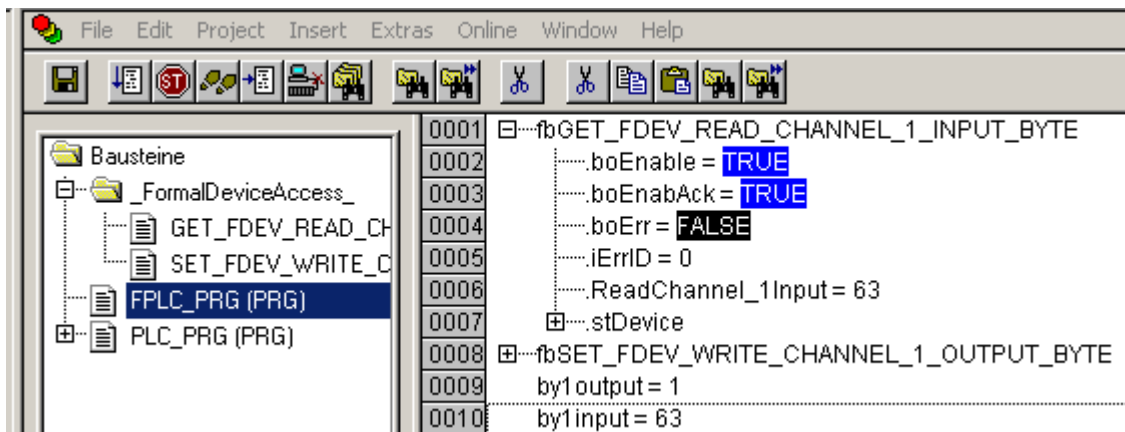 File Edit Project Insert Extras Online Window Help
ST
Bausteine
_FormalDeviceAccess_
GET_FDEV_READ_CH
SET_FDEV_WRITE_C
FPLC_PRG (PRG)
PLC_PRG (PRG)
0001 fbGET_FDEV_READ_CHANNEL_1_INPUT_BYTE
0002 .boEnable = TRUE
0003 .boEnabAck = TRUE
0004 .boErr = FALSE
0005 .iErrID = 0
0006 .ReadChannel_1Input = 63
0007 .stDevice
0008 fbSET_FDEV_WRITE_CHANNEL_1_OUTPUT_BYTE
0009 by1output = 1
0010 by1input = 63